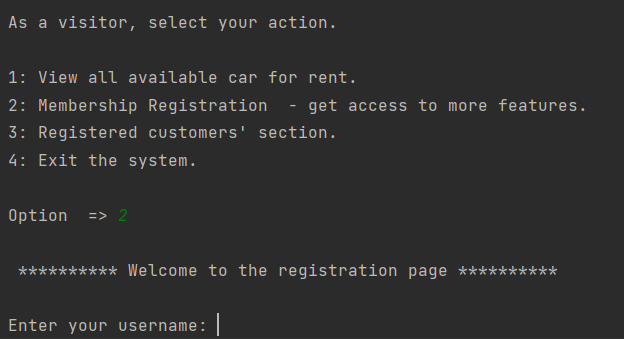 As a visitor, select your action.
1: View all available car for rent.
2: Membership Registration  - get access to more features.
3: Registered customers' section.
4: Exit the system.
Option  => 2
********** Welcome to the registration page **********
Enter your username: